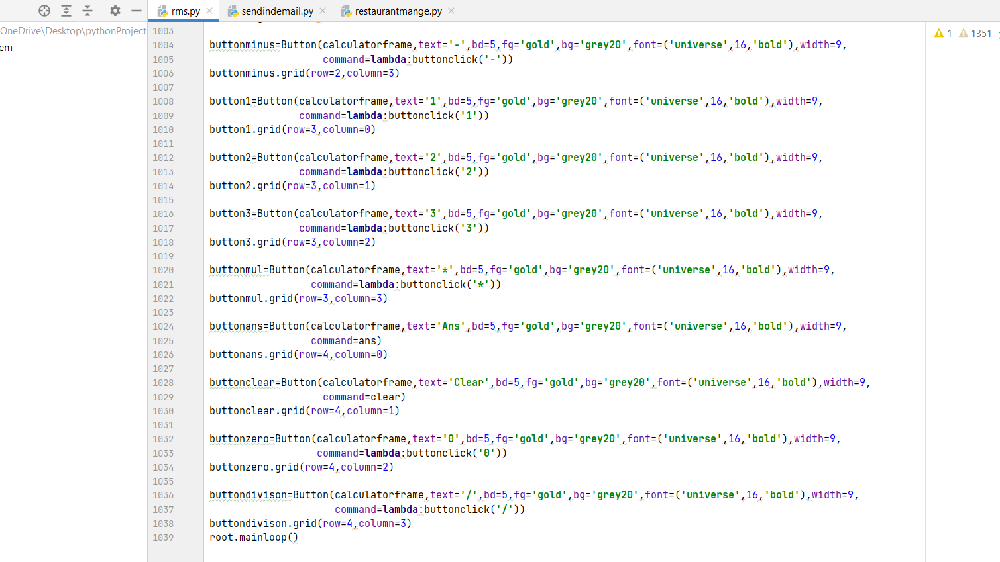 rms.py
sendindemail.py
restaurantmange.py
OneDrive\Desktop\pythonProject
em
1 1351
1003
1004 buttonminus=Button(calculatorframe,text='-',bd=5,fg='gold',bg='grey20',font=('universe',16,'bold'),width=9,
1005 command=lambda:buttonclick('-'))
1006 buttonminus.grid(row=2,column=3)
1007
1008 button1=Button(calculatorframe,text='1',bd=5,fg='gold',bg='grey20',font=('universe',16,'bold'),width=9,
1009 command=lambda:buttonclick('1'))
1010 button1.grid(row=3,column=0)
1011
1012 button2=Button(calculatorframe,text='2',bd=5,fg='gold',bg='grey20',font=('universe',16,'bold'),width=9,
1013 command=lambda:buttonclick('2'))
1014 button2.grid(row=3,column=1)
1015
1016 button3=Button(calculatorframe,text='3',bd=5,fg='gold',bg='grey20',font=('universe',16,'bold'),width=9,
1017 command=lambda:buttonclick('3'))
1018 button3.grid(row=3,column=2)
1019
1020 buttonmul=Button(calculatorframe,text='*',bd=5,fg='gold',bg='grey20',font=('universe',16,'bold'),width=9,
1021 command=lambda:buttonclick('*'))
1022 buttonmul.grid(row=3,column=3)
1023
1024 buttonans=Button(calculatorframe,text='Ans',bd=5,fg='gold',bg='grey20',font=('universe',16,'bold'),width=9,
1025 command=ans)
1026 buttonans.grid(row=4,column=0)
1027
1028 buttonclear=Button(calculatorframe,text='Clear',bd=5,fg='gold',bg='grey20',font=('universe',16,'bold'),width=9,
1029 command=clear)
1030 buttonclear.grid(row=4,column=1)
1031
1032 buttonzero=Button(calculatorframe,text='0',bd=5,fg='gold',bg='grey20',font=('universe',16,'bold'),width=9,
1033 command=lambda:buttonclick('0'))
1034 buttonzero.grid(row=4,column=2)
1035
1036 buttondivison=Button(calculatorframe,text='/',bd=5,fg='gold',bg='grey20',font=('universe',16,'bold'),width=9,
1037 command=lambda:buttonclick('/'))
1038 buttondivison.grid(row=4,column=3)
1039 root.mainloop()